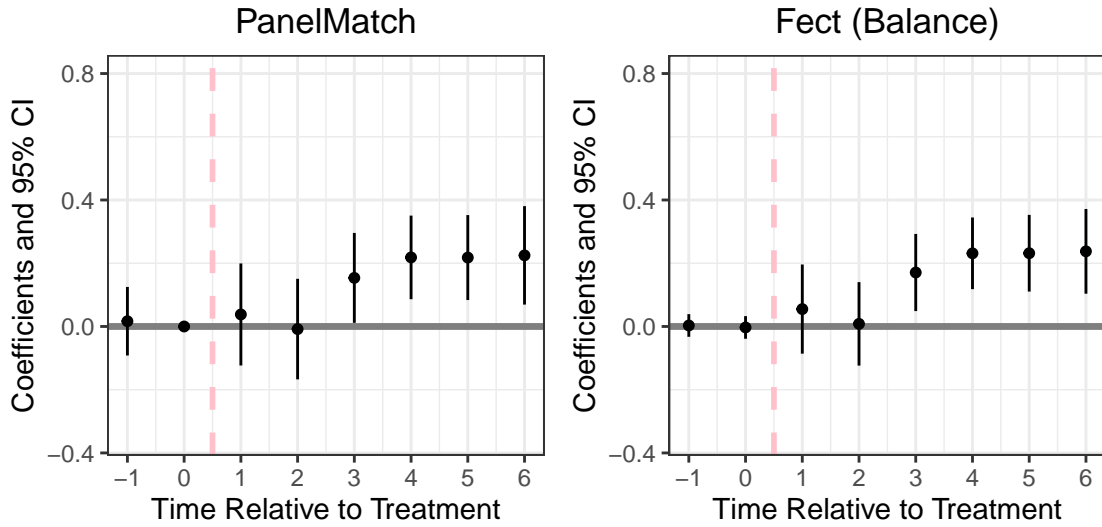 PanelMatch
Coefficients and 95% CI
0.8
0.4
0.0
−0.4
−1 0 1 2 3 4 5 6
Time Relative to Treatment
Fect (Balance)
Coefficients and 95% CI
0.8
0.4
0.0
−0.4
−1 0 1 2 3 4 5 6
Time Relative to Treatment